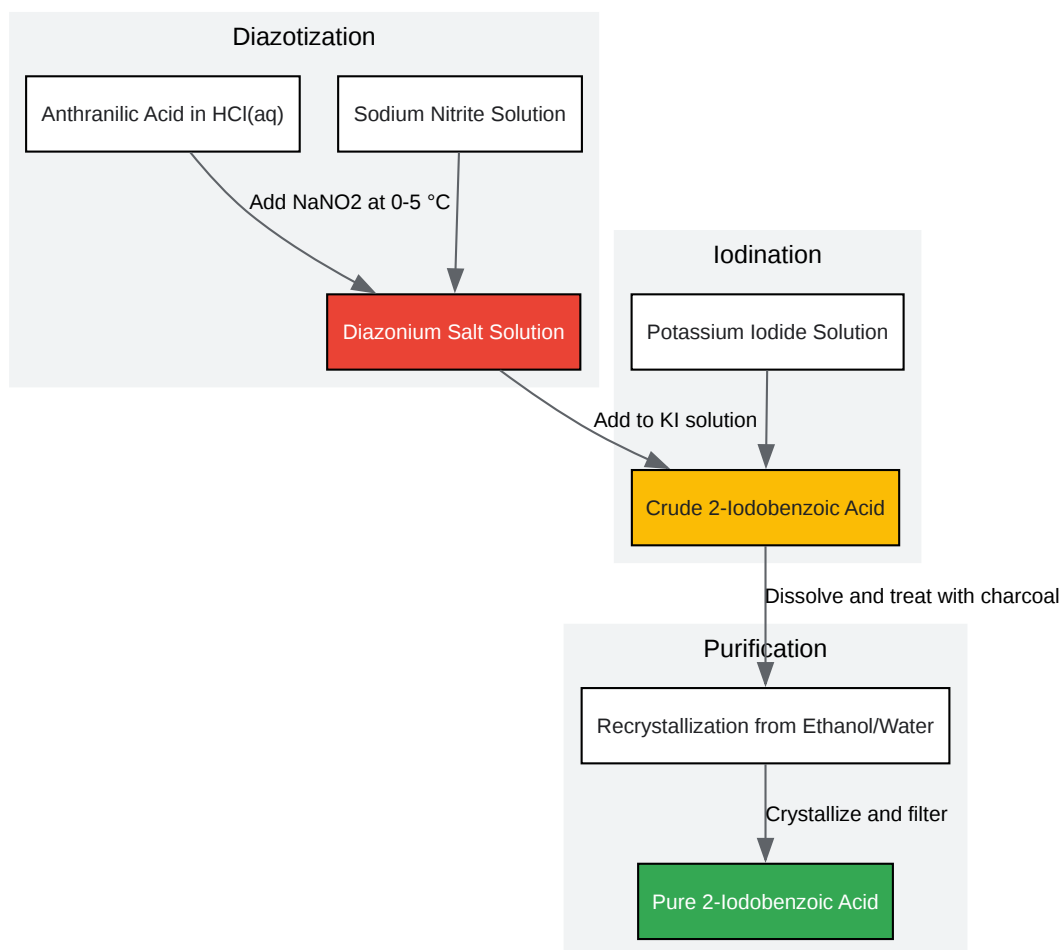 Diazotization
Anthranilic Acid in HCl(aq)
Sodium Nitrite Solution
Add NaNO2 at 0-5 °C
Diazonium Salt Solution
Iodination
Potassium Iodide Solution
Add to KI solution
Crude 2-Iodobenzoic Acid
Dissolve and treat with charcoal
Purification
Recrystallization from Ethanol/Water
Crystallize and filter
Pure 2-Iodobenzoic Acid